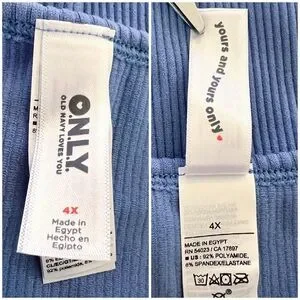 O.N.L.Y.
OLD NAVY LOVES YOU
4X
Made in
Egypt
Hecho en
Egipto
yours and yours only
4X
MADE IN EGYPT
RN 54023 / CA 17897
US: 92% POLYAMIDE,
8% SPANDEX/ELASTANE
30